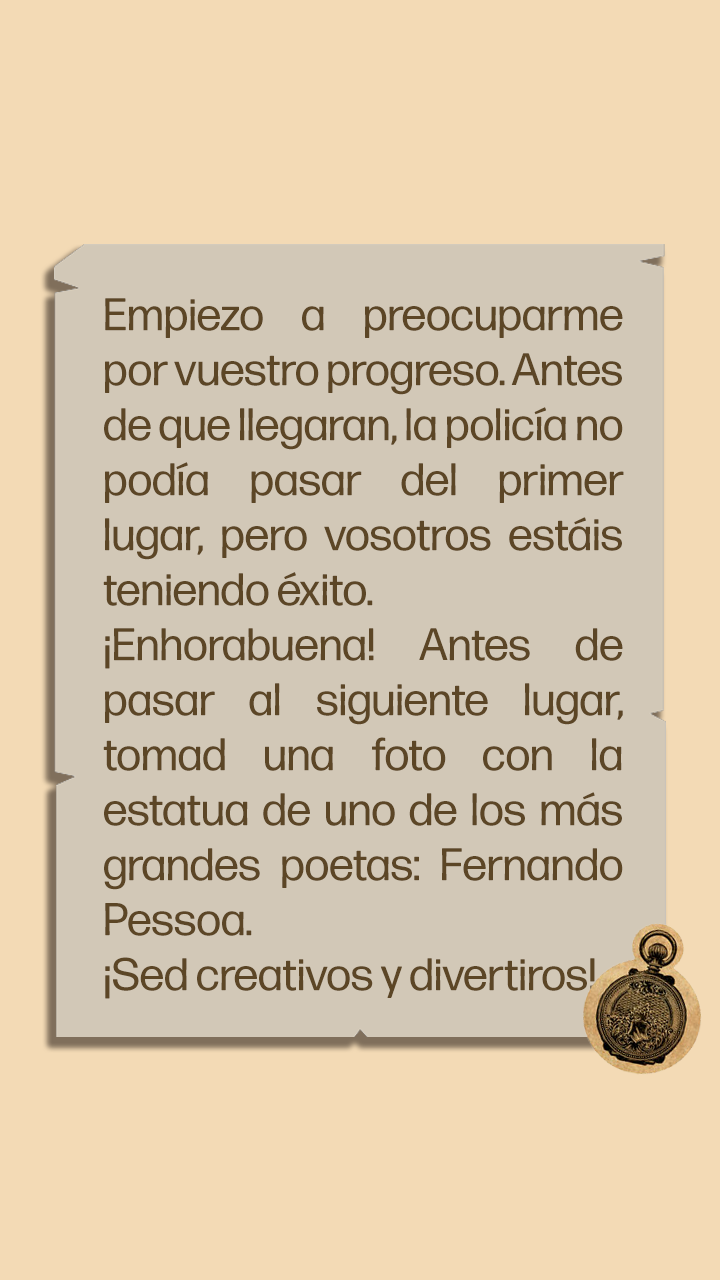 Empiezo a preocuparme
por vuestro progreso. Antes
de que llegaran, la policía no
podía pasar del primer
lugar, pero vosotros estáis
teniendo éxito.
¡Enhorabuena! Antes de
pasar al siguiente lugar,
tomad una foto con la
estatua de uno de los más
grandes poetas: Fernando
Pessoa.
¡Sed creativos y divertiros!